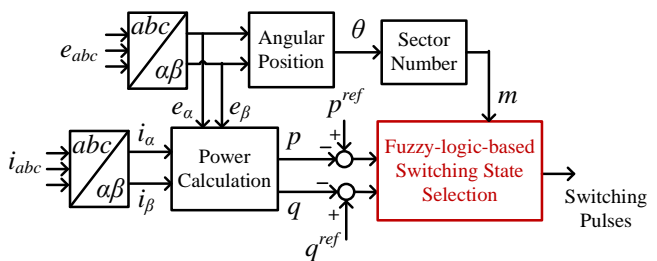 abc
αβ
e_abc
Angular
Position
θ
Sector
Number
m
e_α
e_β
p^ref
abc
αβ
i_abc
i_α
i_β
Power
Calculation
p
q
−
+
−
+
q^ref
Fuzzy-logic-based
Switching State
Selection
Switching
Pulses